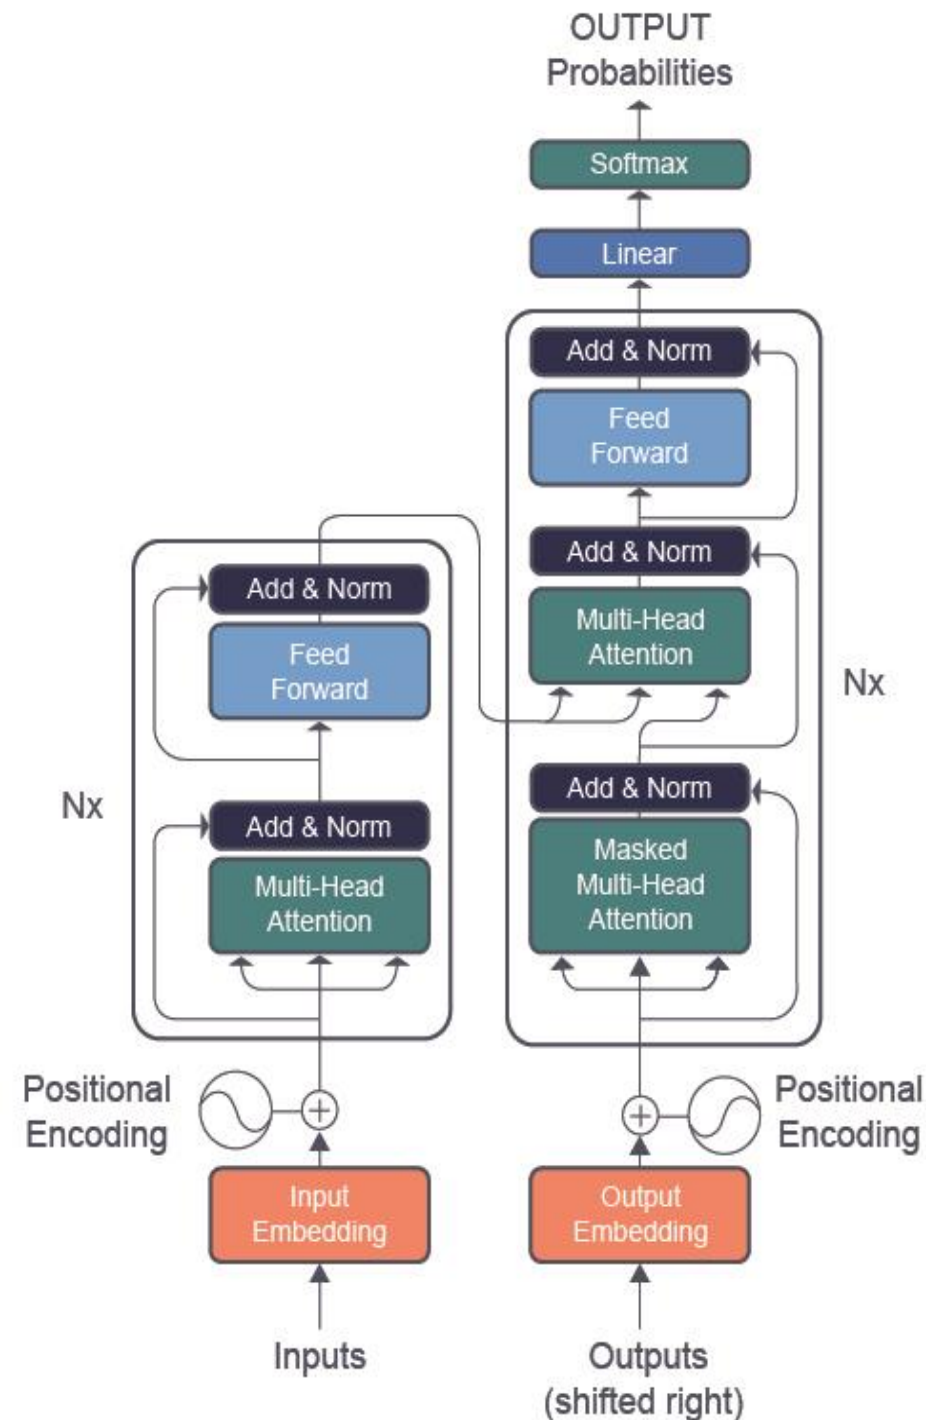 OUTPUT
Probabilities
Softmax
Linear
Add & Norm
Feed
Forward
Add & Norm
Multi-Head
Attention
Nx
Add & Norm
Masked
Multi-Head
Attention
Add & Norm
Feed
Forward
Nx
Add & Norm
Multi-Head
Attention
Positional
Encoding
Positional
Encoding
Input
Embedding
Output
Embedding
Inputs
Outputs
(shifted right)